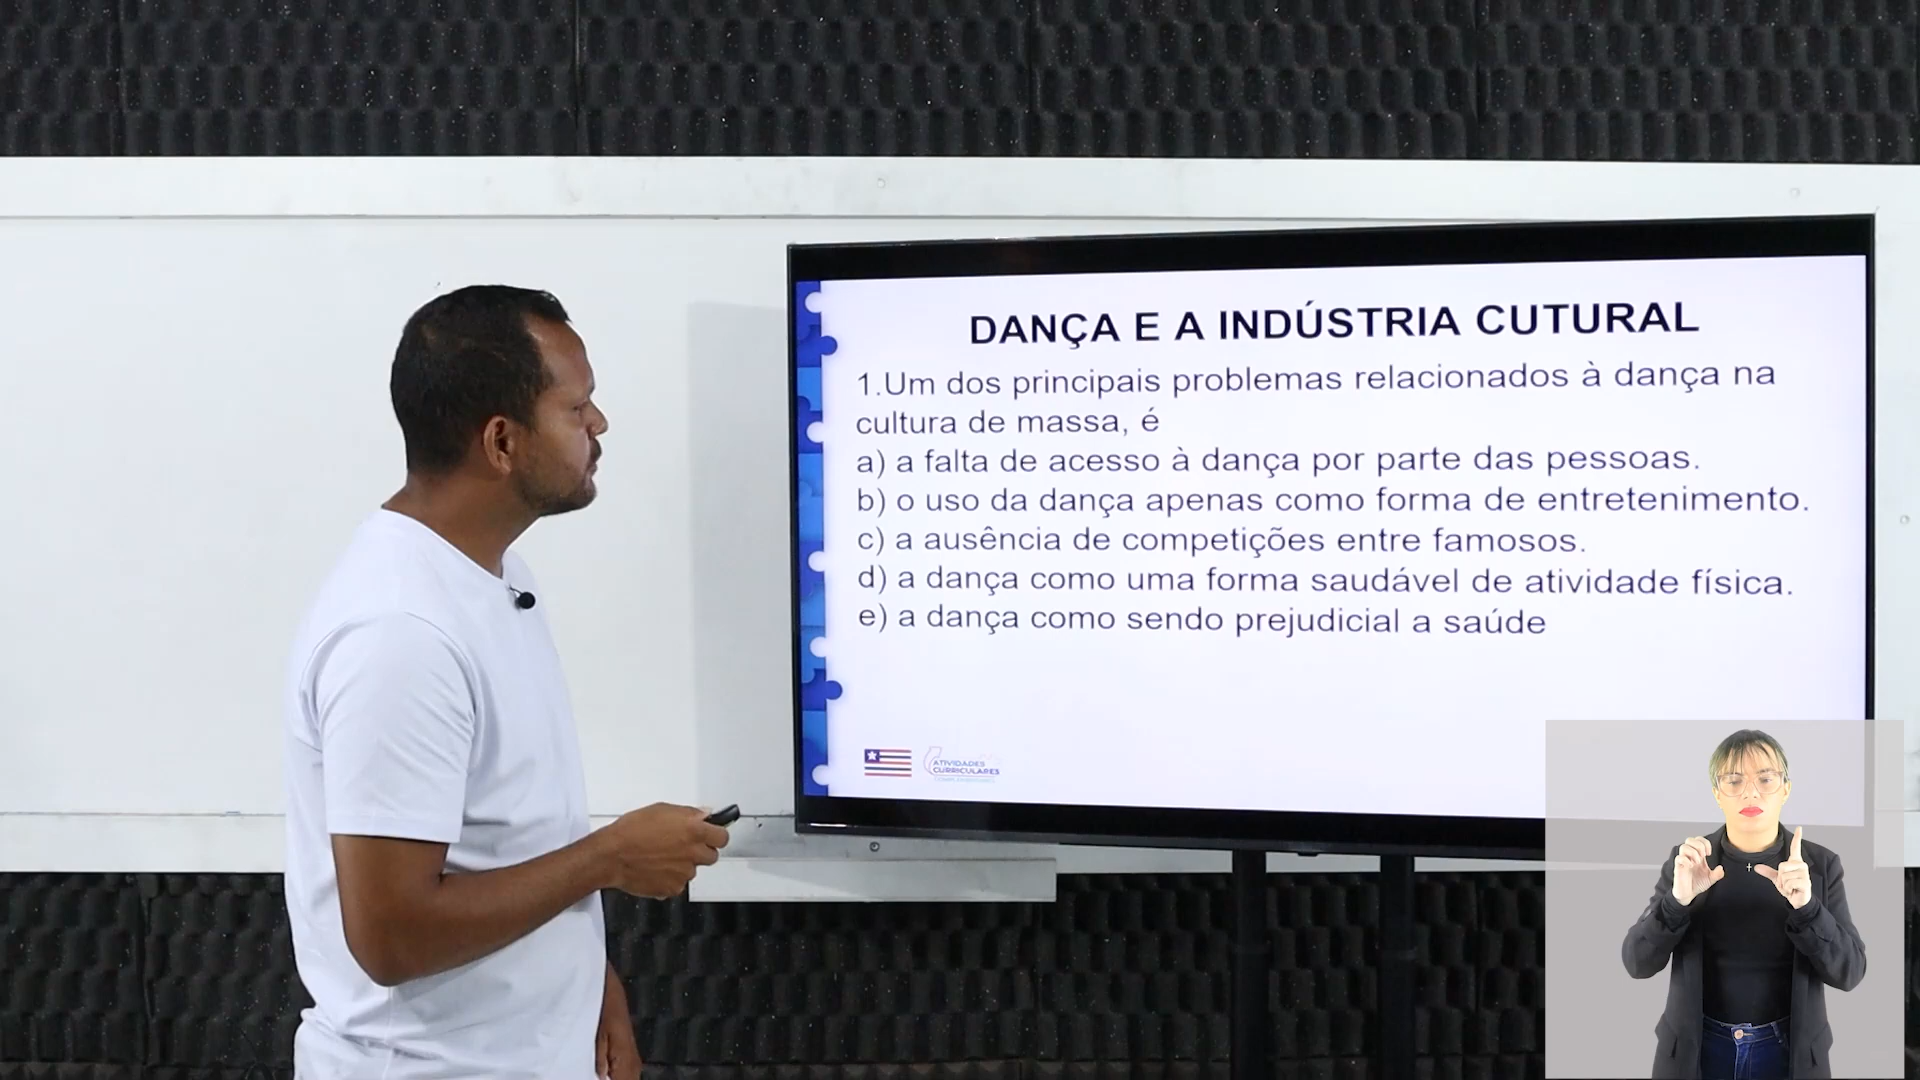 DANÇA E A INDÚSTRIA CUTURAL
1.Um dos principais problemas relacionados à dança na
cultura de massa, é
a) a falta de acesso à dança por parte das pessoas.
b) o uso da dança apenas como forma de entretenimento.
c) a ausência de competições entre famosos.
d) a dança como uma forma saudável de atividade física.
e) a dança como sendo prejudicial a saúde
ATIVIDADES
CURRICULARES